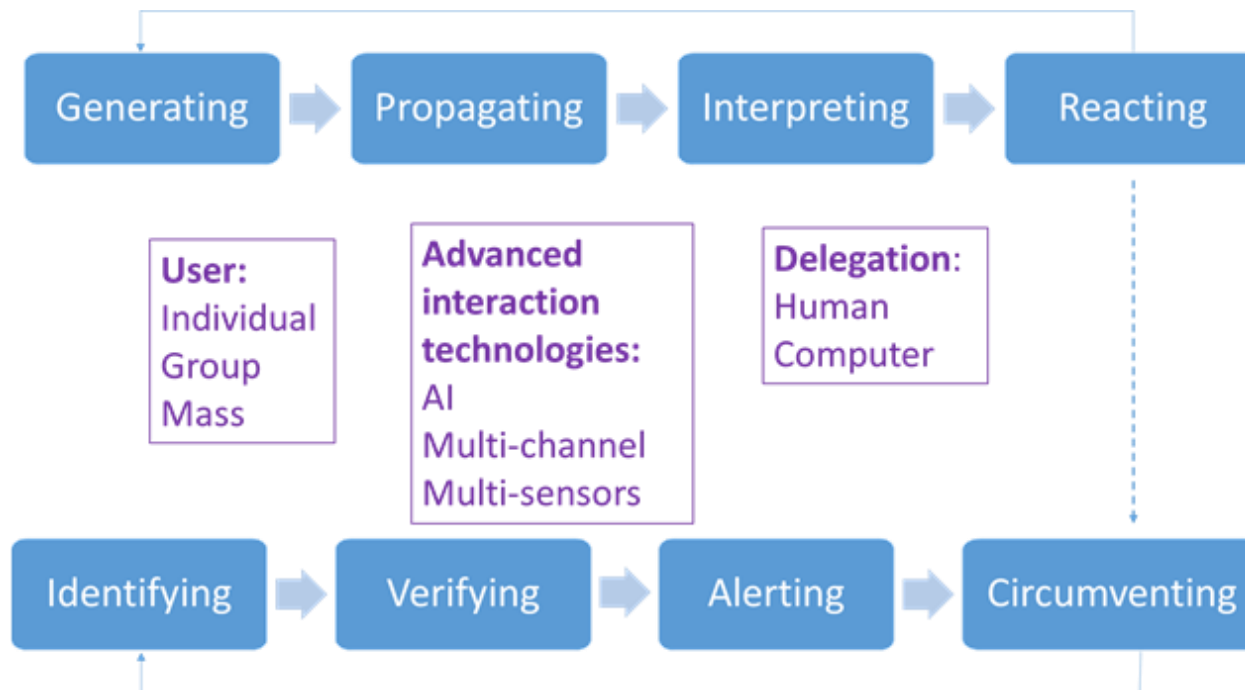 Generating
Propagating
Interpreting
Reacting
User:
Individual
Group
Mass
Advanced
interaction
technologies:
AI
Multi-channel
Multi-sensors
Delegation:
Human
Computer
Identifying
Verifying
Alerting
Circumventing